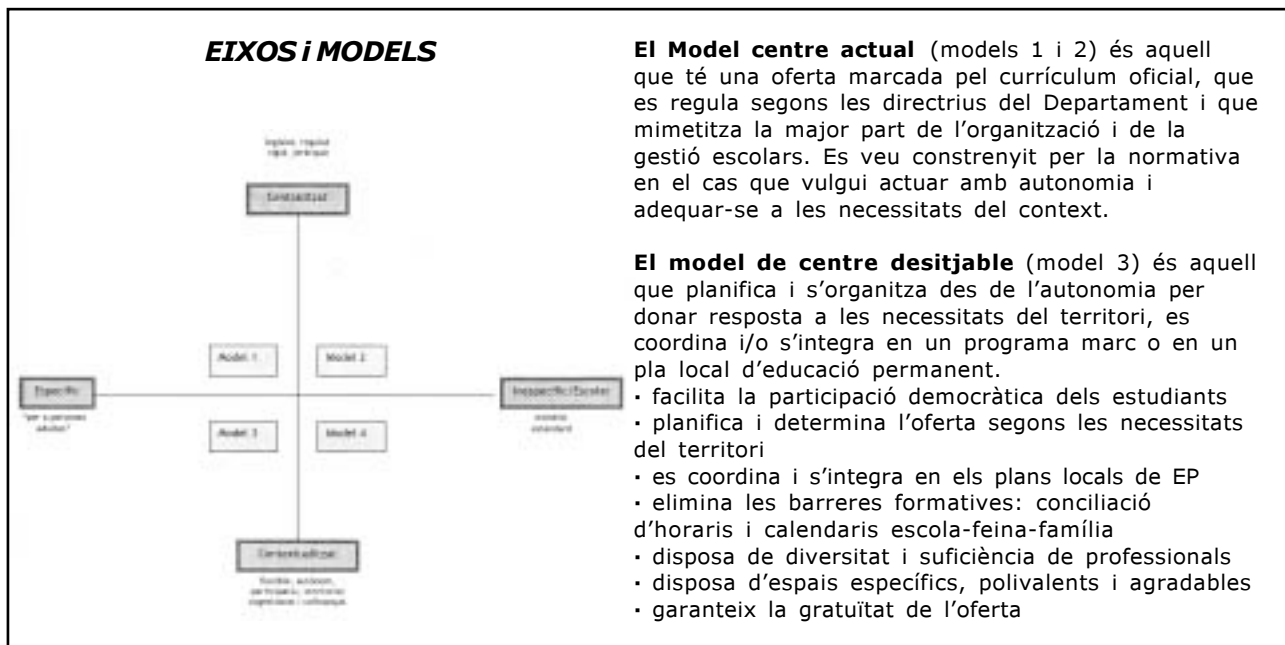 EIXOS i MODELS
Centralitzat
Model 1
Model 2
Específic
Inespecífic/Escolar
"per a persones
adultes"
Model 3
Model 4
Contextualitzat
El Model centre actual (models 1 i 2) és aquell
que té una oferta marcada pel currículum oficial, que
es regula segons les directrius del Departament i que
mimetitza la major part de l’organització i de la
gestió escolars. Es veu constrenyit per la normativa
en el cas que vulgui actuar amb autonomia i
adequar-se a les necessitats del context.
El model de centre desitjable (model 3) és aquell
que planifica i s’organitza des de l’autonomia per
donar resposta a les necessitats del territori, es
coordina i/o s’integra en un programa marc o en un
pla local d’educació permanent.
· facilita la participació democràtica dels estudiants
· planifica i determina l’oferta segons les necessitats
del territori
· es coordina i s’integra en els plans locals de EP
· elimina les barreres formatives: conciliació
d’horaris i calendaris escola-feina-família
· disposa de diversitat i suficiència de professionals
· disposa d’espais específics, polivalents i agradables
· garanteix la gratuïtat de l’oferta